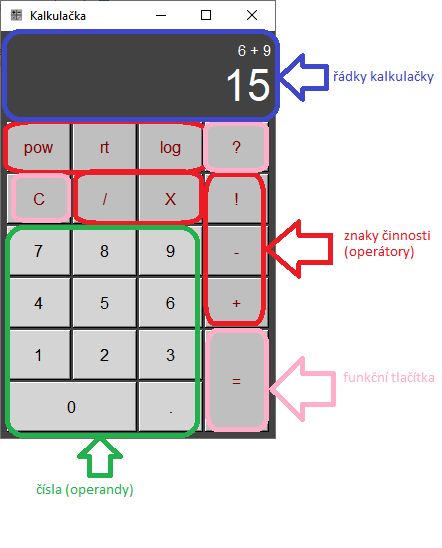 Kalkulačka
6 + 9
15
řádky kalkulačky
pow rt log ?
C / X !
7 8 9 -
znaky činnosti
(operátory)
4 5 6 +
1 2 3 =
funkční tlačítka
0 .
čísla (operandy)